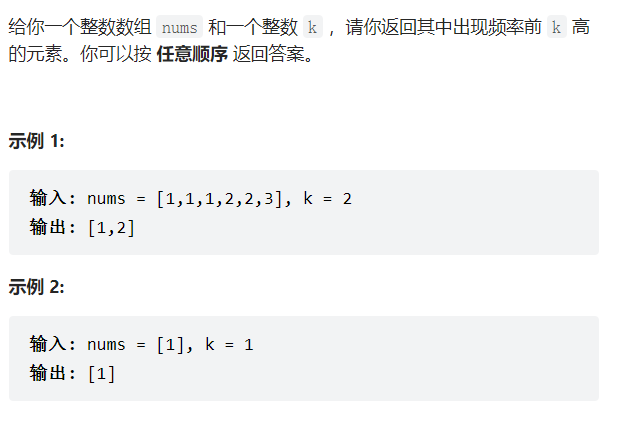 给你一个整数数组 nums 和一个整数 k ，请你返回其中出现频率前 k 高
的元素。你可以按 任意顺序 返回答案。
示例 1:
输入: nums = [1,1,1,2,2,3], k = 2
输出: [1,2]
示例 2:
输入: nums = [1], k = 1
输出: [1]